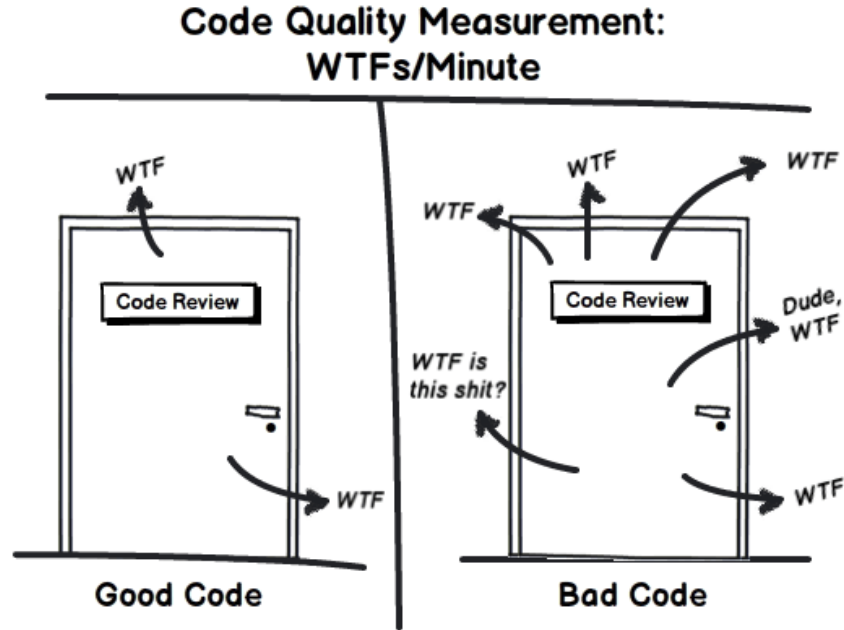 Code Quality Measurement:
WTFs/Minute
WTF
Code Review
WTF
Good Code
WTF
WTF
WTF
Code Review
Dude,
WTF
WTF is
this shit?
WTF
Bad Code